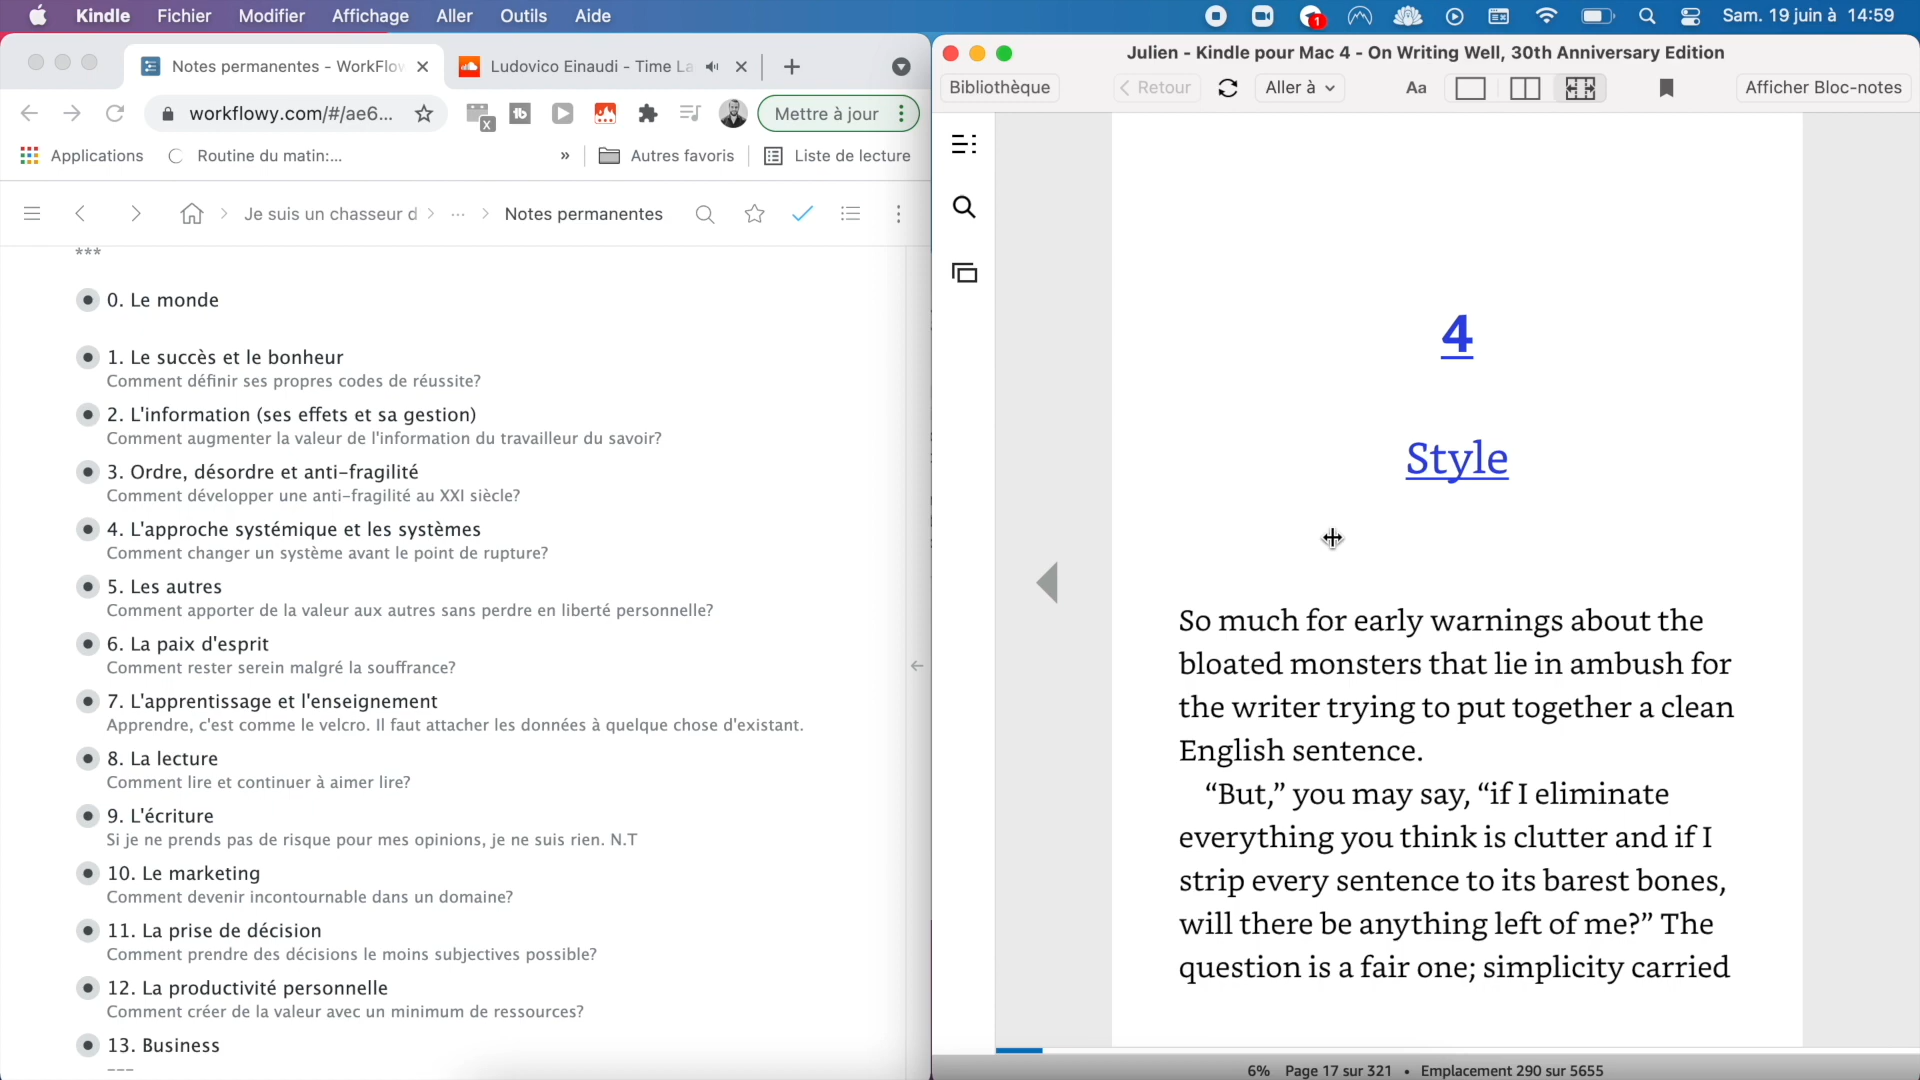 Kindle Fichier Modifier Affichage Aller Outils Aide
1
Sam. 19 juin à 14:59
Notes permanentes - WorkFlow
Ludovico Einaudi - Time La
workflowy.com/#/ae6...
Mettre à jour
Applications
Routine du matin:...
»
Autres favoris
Liste de lecture
Je suis un chasseur d > ... > Notes permanentes
***
0. Le monde
1. Le succès et le bonheur
Comment définir ses propres codes de réussite?
2. L'information (ses effets et sa gestion)
Comment augmenter la valeur de l'information du travailleur du savoir?
3. Ordre, désordre et anti-fragilité
Comment développer une anti-fragilité au XXI siècle?
4. L'approche systémique et les systèmes
Comment changer un système avant le point de rupture?
5. Les autres
Comment apporter de la valeur aux autres sans perdre en liberté personnelle?
6. La paix d'esprit
Comment rester serein malgré la souffrance?
7. L'apprentissage et l'enseignement
Apprendre, c'est comme le velcro. Il faut attacher les données à quelque chose d'existant.
8. La lecture
Comment lire et continuer à aimer lire?
9. L'écriture
Si je ne prends pas de risque pour mes opinions, je ne suis rien. N.T
10. Le marketing
Comment devenir incontournable dans un domaine?
11. La prise de décision
Comment prendre des décisions le moins subjectives possible?
12. La productivité personnelle
Comment créer de la valeur avec un minimum de ressources?
13. Business
---
Julien - Kindle pour Mac 4 - On Writing Well, 30th Anniversary Edition
Bibliothèque
Retour
Aller à
Aa
Afficher Bloc-notes
4
Style
So much for early warnings about the
bloated monsters that lie in ambush for
the writer trying to put together a clean
English sentence.
“But,” you may say, “if I eliminate
everything you think is clutter and if I
strip every sentence to its barest bones,
will there be anything left of me?” The
question is a fair one; simplicity carried
6% Page 17 sur 321 • Emplacement 290 sur 5655